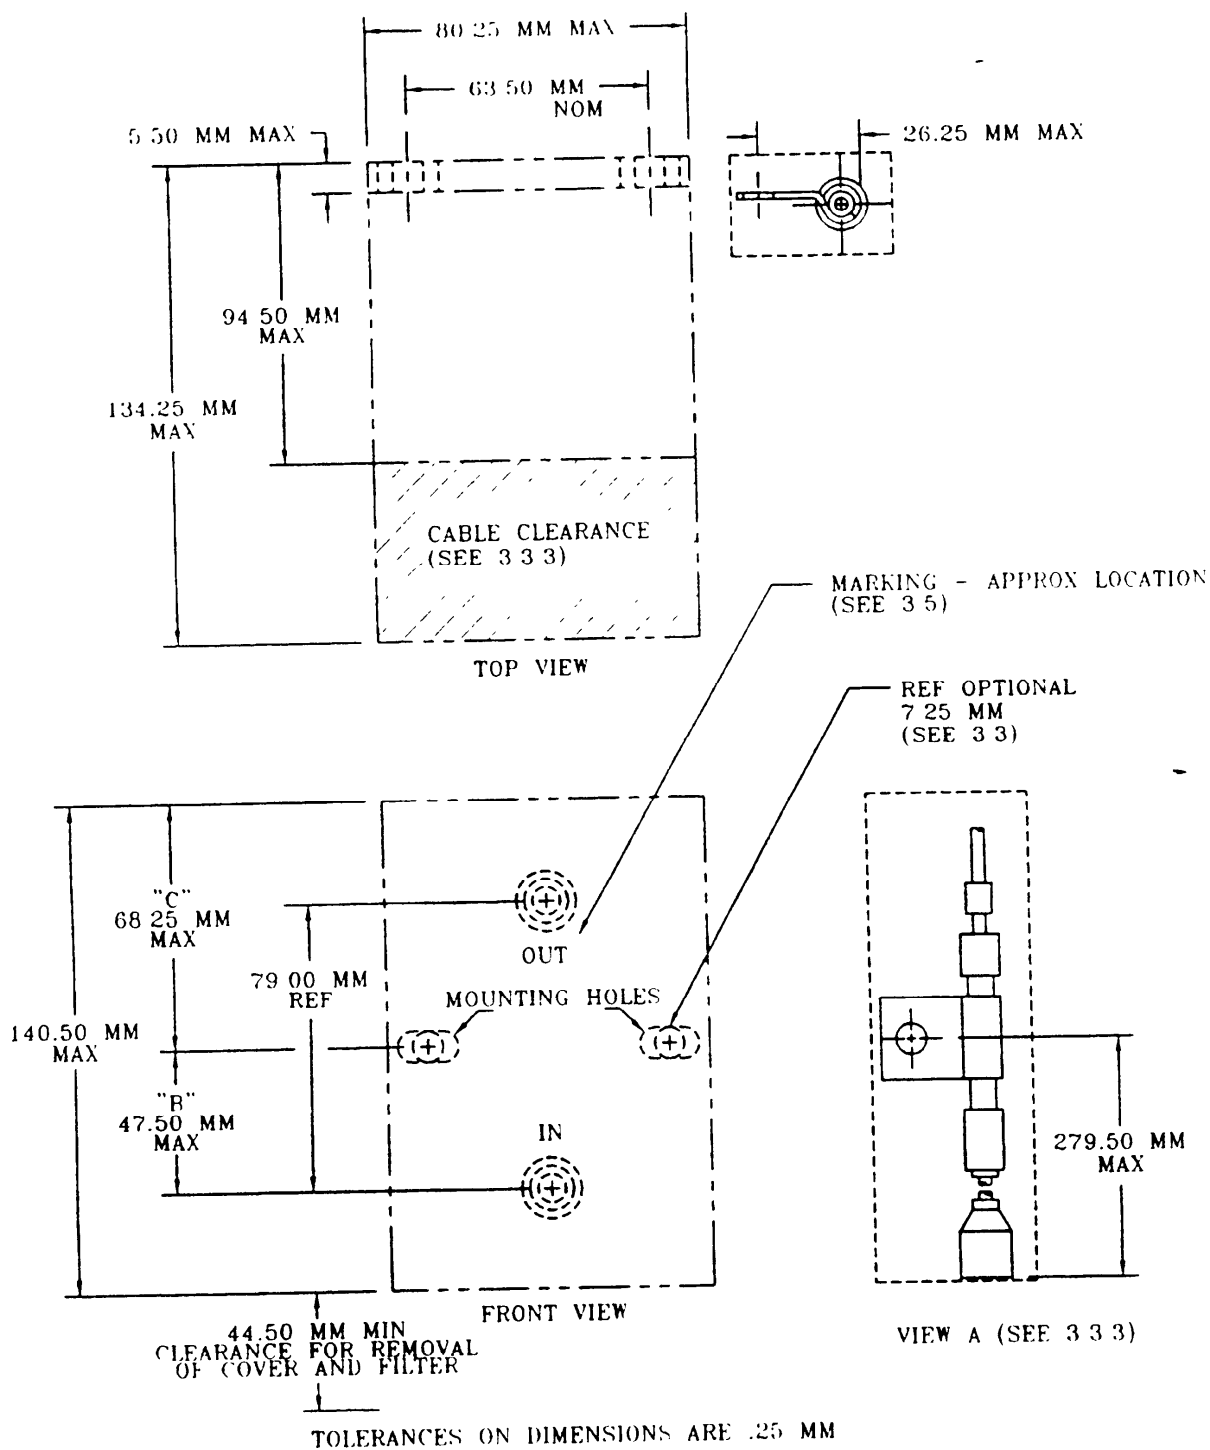 80.25 MM MAX
63.50 MM
NOM
5.50 MM MAX
26.25 MM MAX
94.50 MM
MAX
134.25 MM
MAX
CABLE CLEARANCE
(SEE 3 3 3)
MARKING - APPROX LOCATION
(SEE 3 5)
TOP VIEW
REF OPTIONAL
7 25 MM
(SEE 3 3)
"C"
68 25 MM
MAX
OUT
79 00 MM
REF
MOUNTING HOLES
140.50 MM
MAX
"B"
47.50 MM
MAX
IN
279.50 MM
MAX
FRONT VIEW
44.50 MM MIN
CLEARANCE FOR REMOVAL
OF COVER AND FILTER
VIEW A (SEE 3 3 3)
TOLERANCES ON DIMENSIONS ARE .25 MM